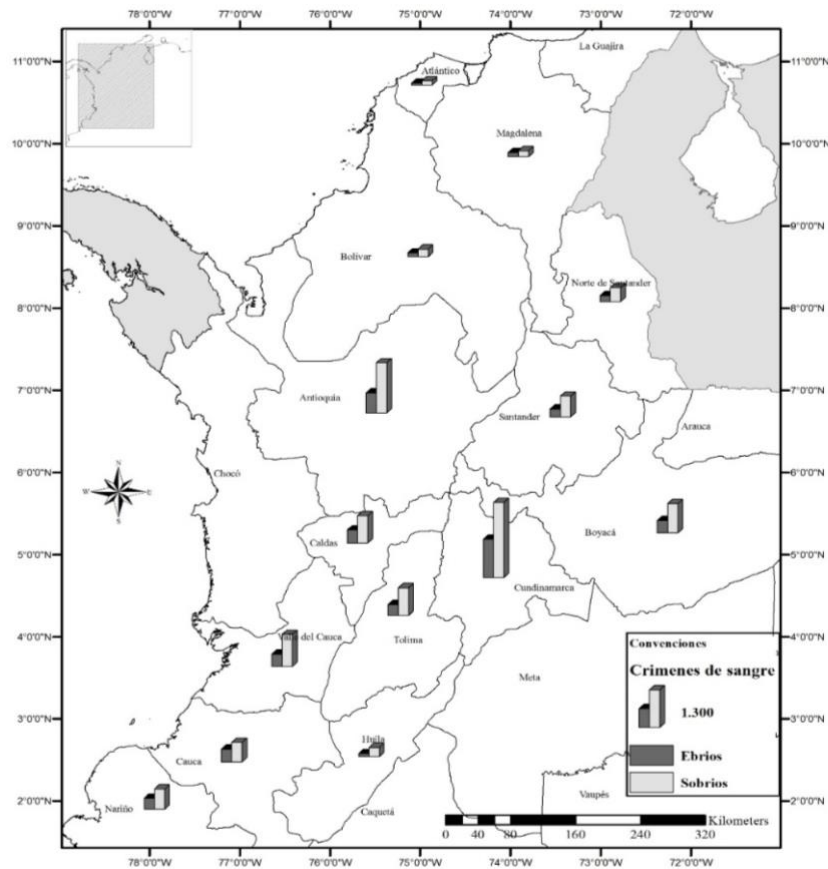 78°0'0"W 77°0'0"W 76°0'0"W 75°0'0"W 74°0'0"W 73°0'0"W 72°0'0"W
11°0'0"N 11°0'0"N
La Guajira
Atlántico
Magdalena
10°0'0"N 10°0'0"N
9°0'0"N 9°0'0"N
Bolívar
Norte de Santander
8°0'0"N 8°0'0"N
7°0'0"N 7°0'0"N
Antioquia
Santander
Arauca
6°0'0"N 6°0'0"N
Chocó
N
W E
S
Boyacá
Caldas
5°0'0"N 5°0'0"N
Cundinamarca
4°0'0"N 4°0'0"N
Valle del Cauca
Tolima
Meta
Convenciones
Crimenes de sangre
1.300
Ebrios
Sobrios
3°0'0"N 3°0'0"N
Huila
Cauca
2°0'0"N 2°0'0"N
Nariño
Caquetá
Vaupés
Kilometers
0 20 40 80 160 240 320
78°0'0"W 77°0'0"W 76°0'0"W 75°0'0"W 74°0'0"W 73°0'0"W 72°0'0"W